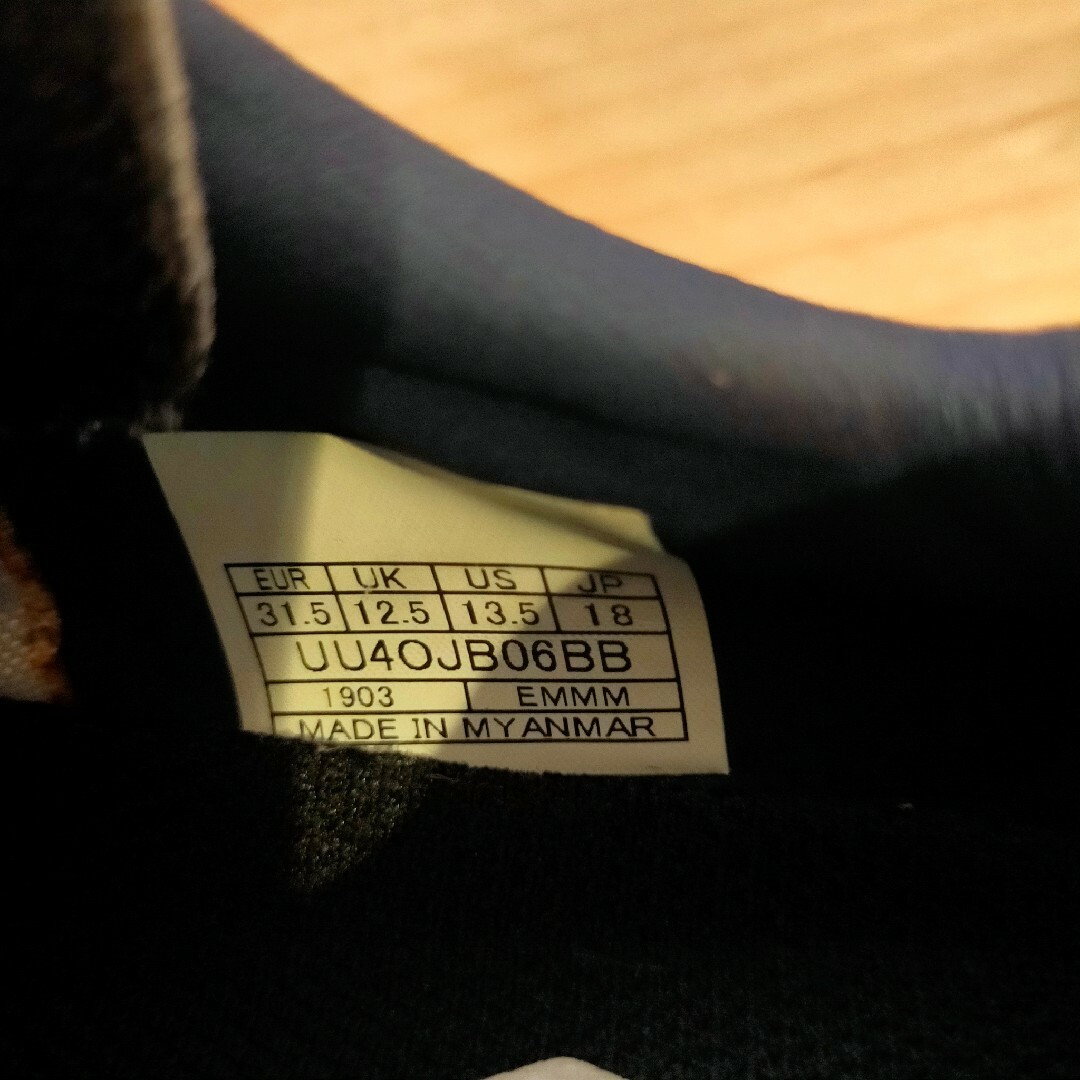 EUR UK US JP
31.5 12.5 13.5 18
UU4OJB06BB
1903 EMMM
MADE IN MYANMAR